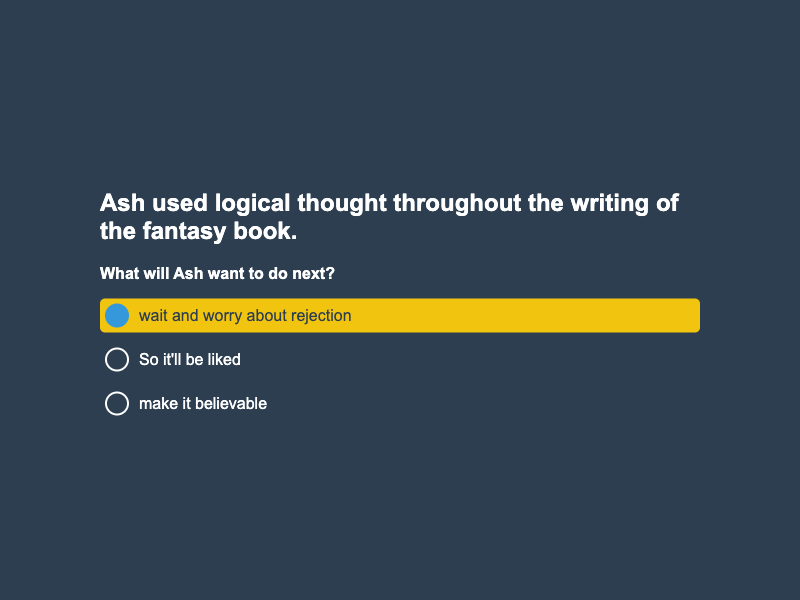 Ash used logical thought throughout the writing of
the fantasy book.
What will Ash want to do next?
wait and worry about rejection
So it'll be liked
make it believable